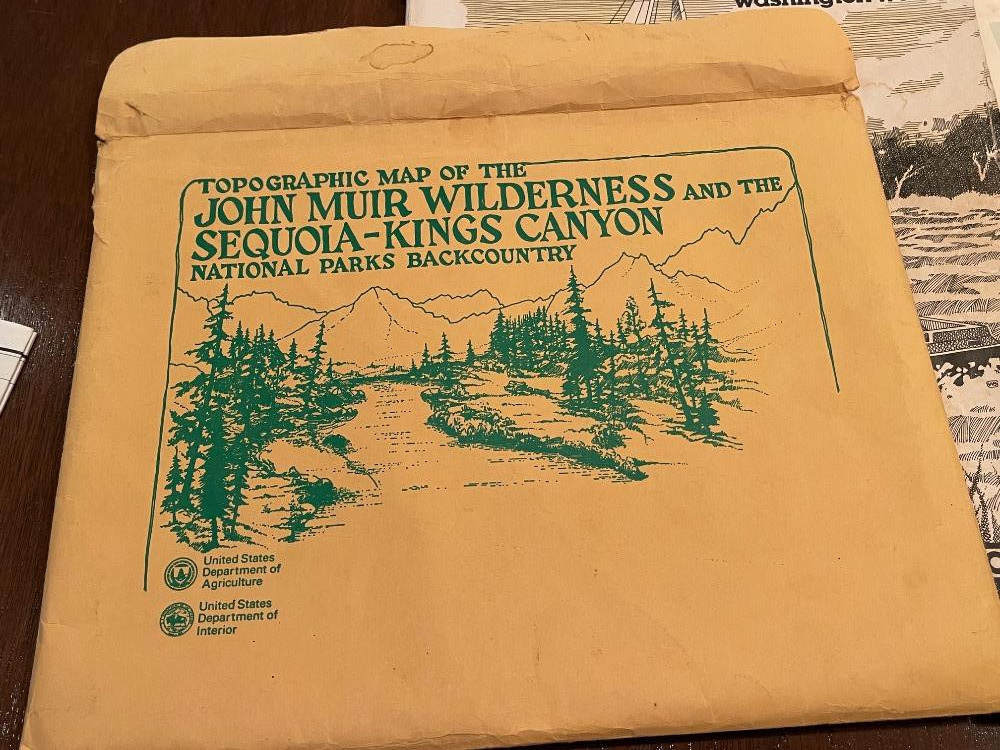 TOPOGRAPHIC MAP OF THE
JOHN MUIR WILDERNESS AND THE
SEQUOIA-KINGS CANYON
NATIONAL PARKS BACKCOUNTRY
United States
Department of
Agriculture
United States
Department of
Interior
washington